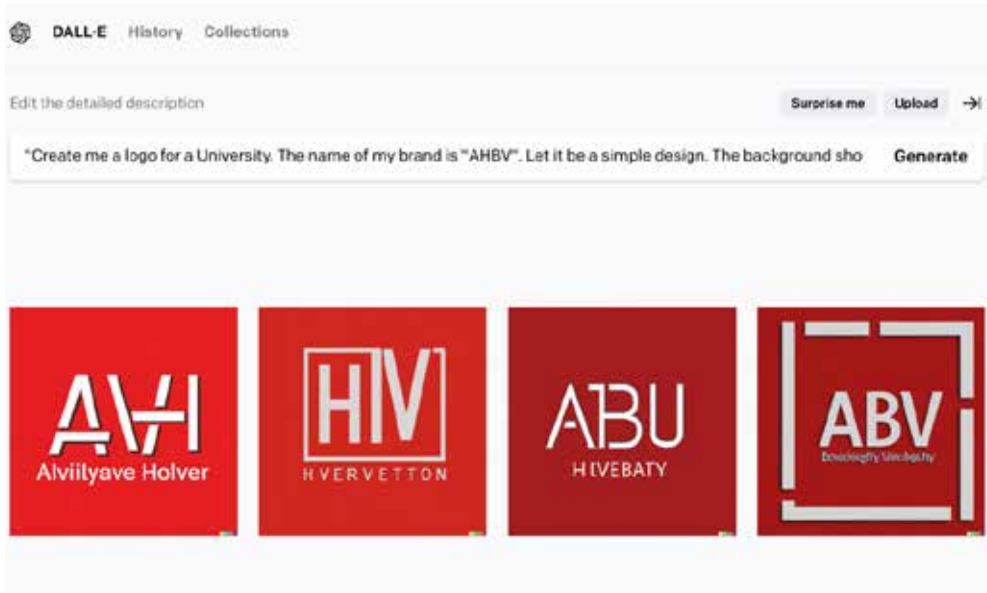 DALL·E History Collections
Edit the detailed description
Surprise me Upload
"Create me a logo for a University. The name of my brand is "AHBV". Let it be a simple design. The background sho Generate
AVH
Alviilyave Holver
HIV
HVERVETTON
ABU
HIVEBATY
ABV